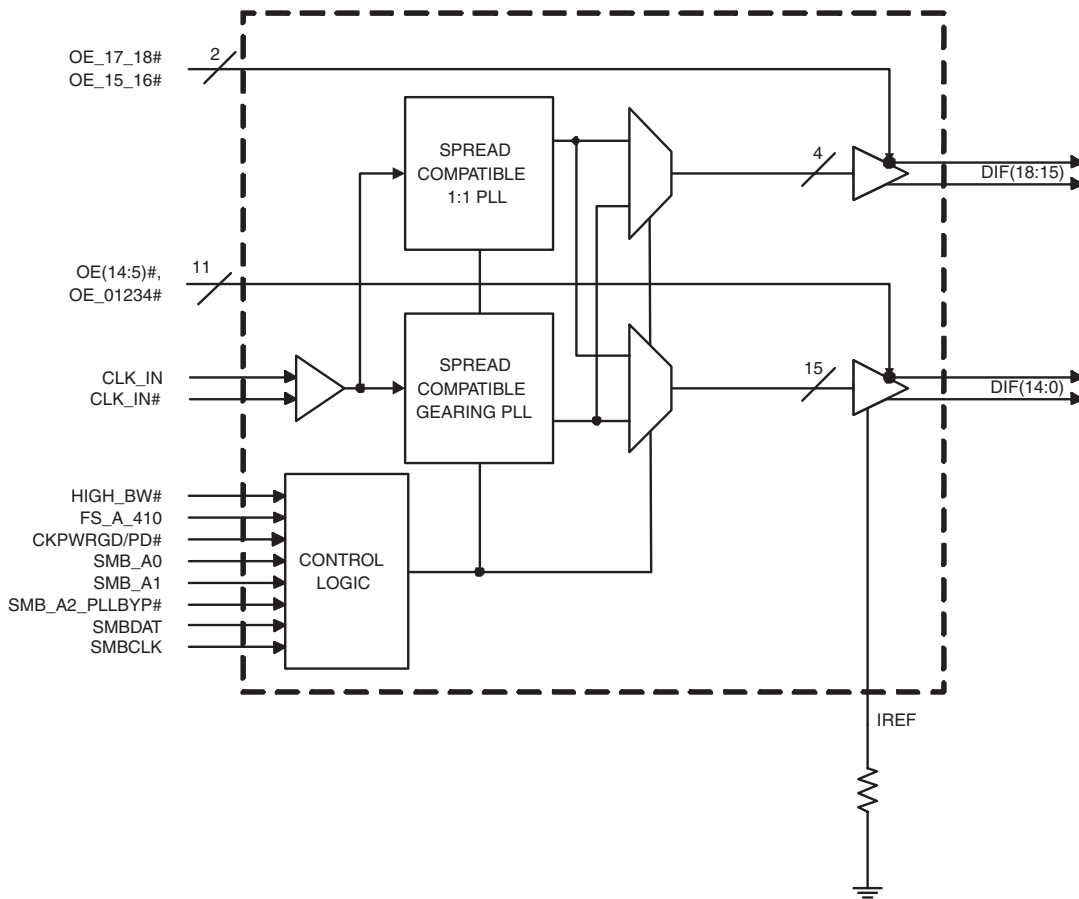 OE_17_18#
OE_15_16#
2
SPREAD
COMPATIBLE
1:1 PLL
4
DIF(18:15)
OE(14:5)#,
OE_01234#
11
SPREAD
COMPATIBLE
GEARING PLL
15
DIF(14:0)
CLK_IN
CLK_IN#
HIGH_BW#
FS_A_410
CKPWRGD/PD#
SMB_A0
SMB_A1
SMB_A2_PLLBYP#
SMBDAT
SMBCLK
CONTROL
LOGIC
IREF